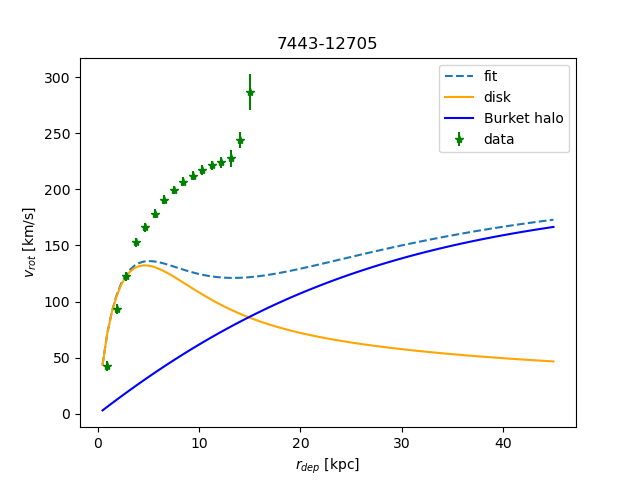 7443-12705
300
250
200
150
100
50
0
v_rot [km/s]
fit
disk
Burket halo
data
0 10 20 30 40
r_dep [kpc]